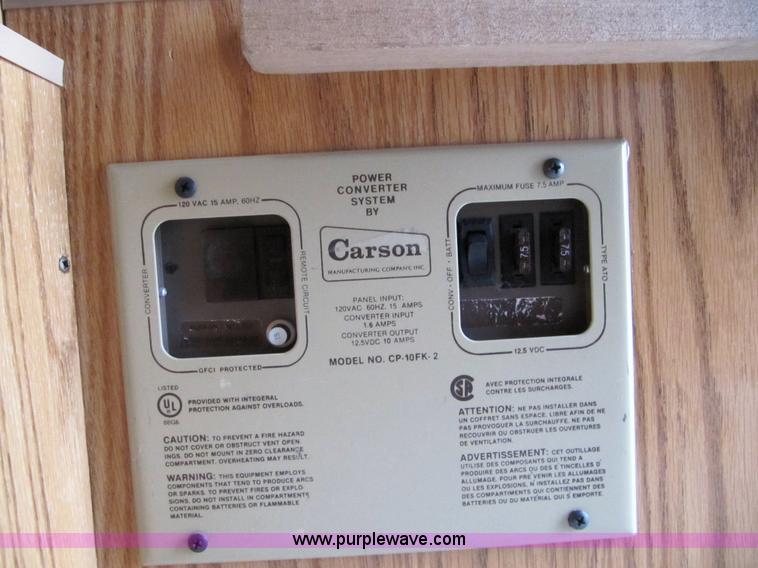 POWER
CONVERTER
SYSTEM
BY
Carson
MANUFACTURING COMPANY, INC.
PANEL INPUT:
120VAC 60HZ, 15 AMPS
CONVERTER INPUT
1.6 AMPS
CONVERTER OUTPUT
12.5VDC 10 AMPS
MODEL NO. CP-10FK-2
120 VAC 15 AMP, 60HZ
CONVERTER
REMOTE CIRCUIT
GFCI PROTECTED
MAXIMUM FUSE 7.5 AMP
CONV • OFF • BATT
7.5
7.5
TYPE ATO
12.5 VDC
LISTED
UL
88G6
PROVIDED WITH INTEGERAL
PROTECTION AGAINST OVERLOADS.
CAUTION: TO PREVENT A FIRE HAZARD
DO NOT COVER OR OBSTRUCT VENT OPEN
INGS. DO NOT MOUNT IN ZERO CLEARANCE
COMPARTMENT. OVERHEATING MAY RESULT.
WARNING: THIS EQUIPMENT EMPLOYS
COMPONENTS THAT TEND TO PRODUCE ARCS
OR SPARKS. TO PREVENT FIRES OR EXPLO-
SIONS, DO NOT INSTALL IN COMPARTMENTS
CONTAINING BATTERIES OR FLAMMABLE
MATERIAL.
AVEC PROTECTION INTEGRALE
CONTRE LES SURCHARGES.
ATTENTION: NE PAS INSTALLER DANS
UN COFFRET SANS ESPACE. LIBRE AFIN DE NE
PAS PROVOQUER LA SURCHAUFFE, NE PAS
RECOUVRIR OU OBSTRUER LES OUVERTURES
DE VENTILATION.
ADVERTISSEMENT: CET OUTILLAGE
UTILISE DES COMPOSANTS QUI TEND A
PRODUIRE DES ARCS OU DES E TINCELLES D'
ALLUMAGE. POUR PRE VENIR LES ALLUMAGES
OU LES EXPLOSIONS, N INSTALLEZ PAS DANS
DES COMPARTIMENTS QUI CONTIENNENT DES
BATTERIES OU DU MATERIAL QUI S'EMPORTE.
www.purplewave.com